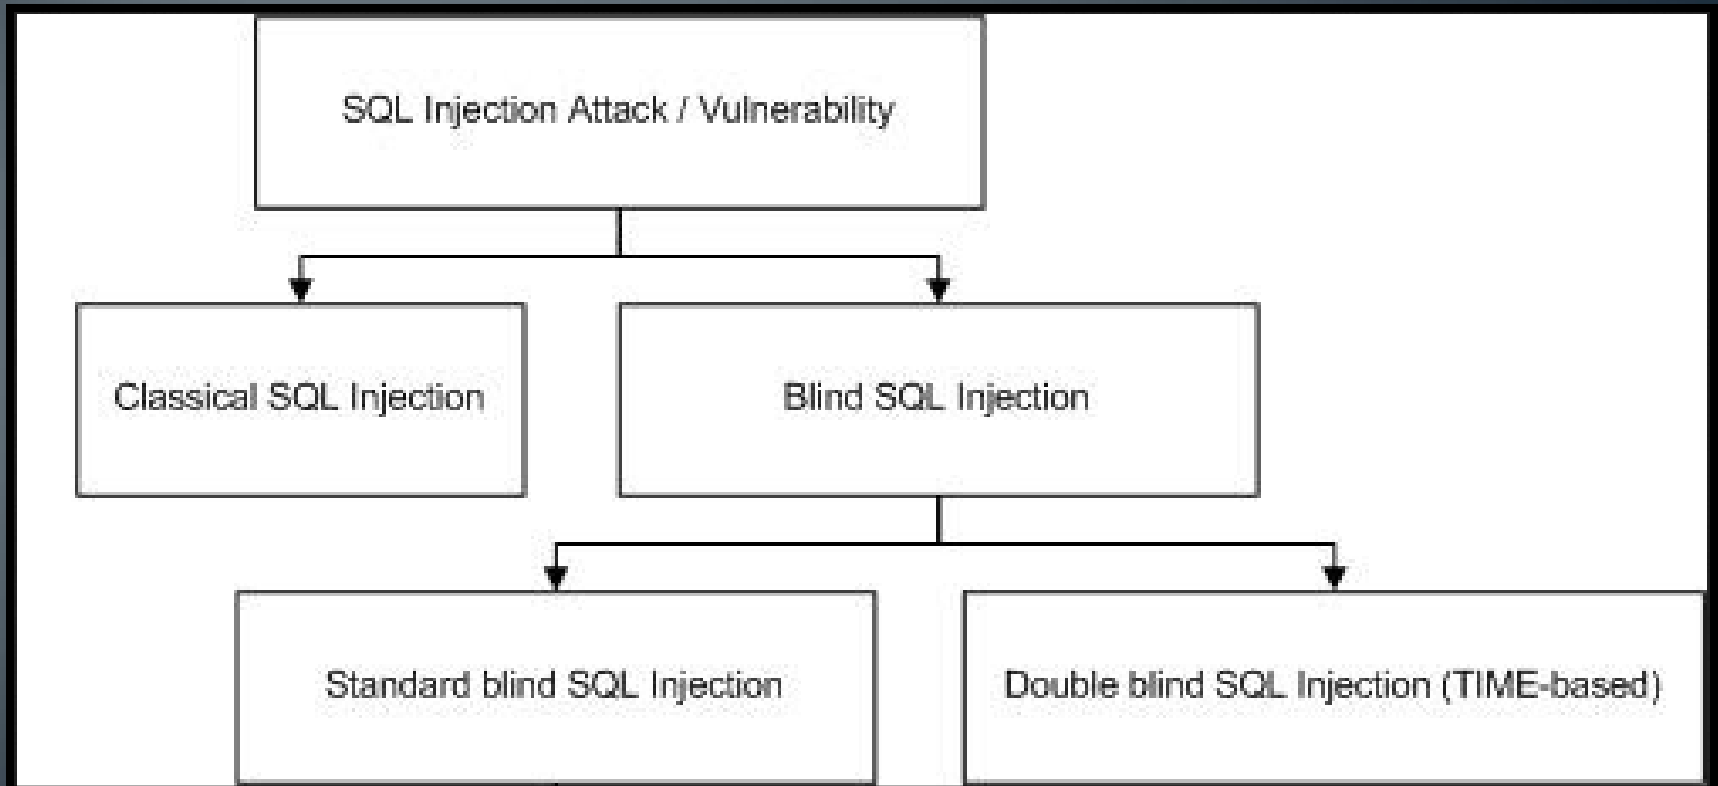 SQL Injection Attack / Vulnerability
Classical SQL Injection
Blind SQL Injection
Standard blind SQL Injection
Double blind SQL Injection (TIME-based)